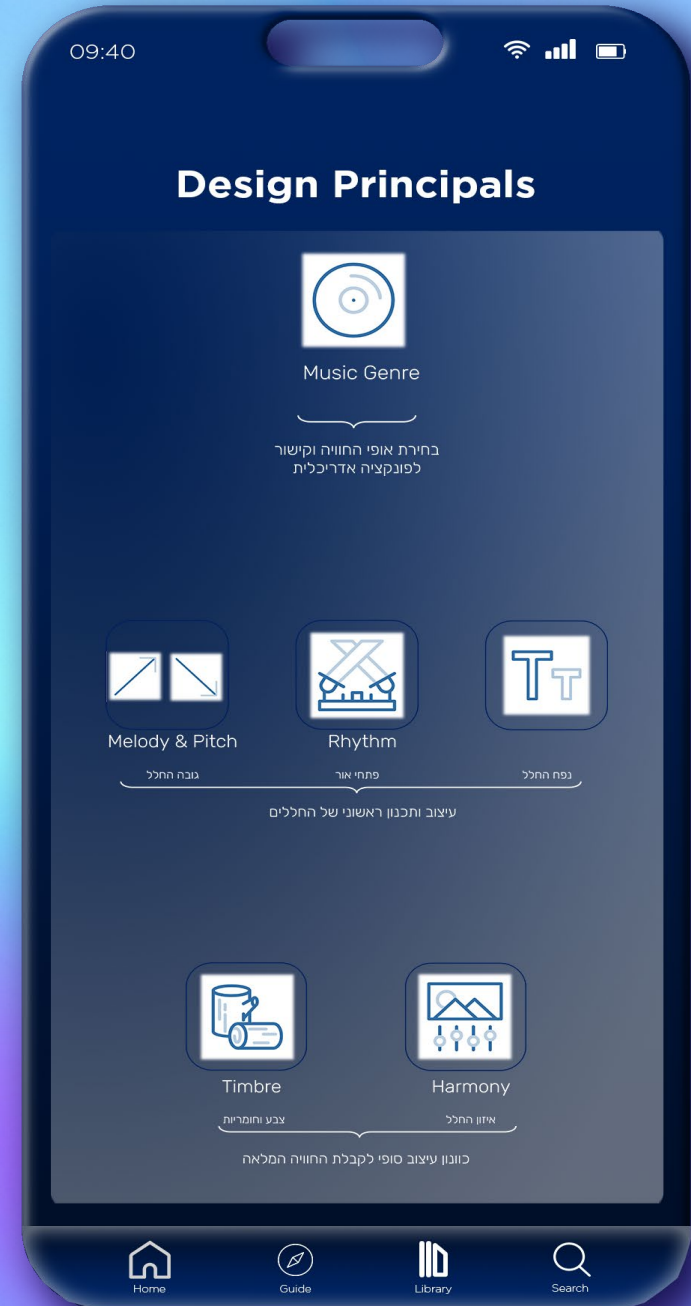 09:40
Design Principals
Music Genre
בחירת אופי החוויה וקישור
לפונקציה אדריכלית
T T
Melody & Pitch Rhythm
גובה החלל פתחי אור נפח החלל
עיצוב ותכנון ראשוני של החללים
Timbre Harmony
צבע וחומריות איזון החלל
כוונון עיצוב סופי לקבלת החוויה המלאה
Home Guide Library Search